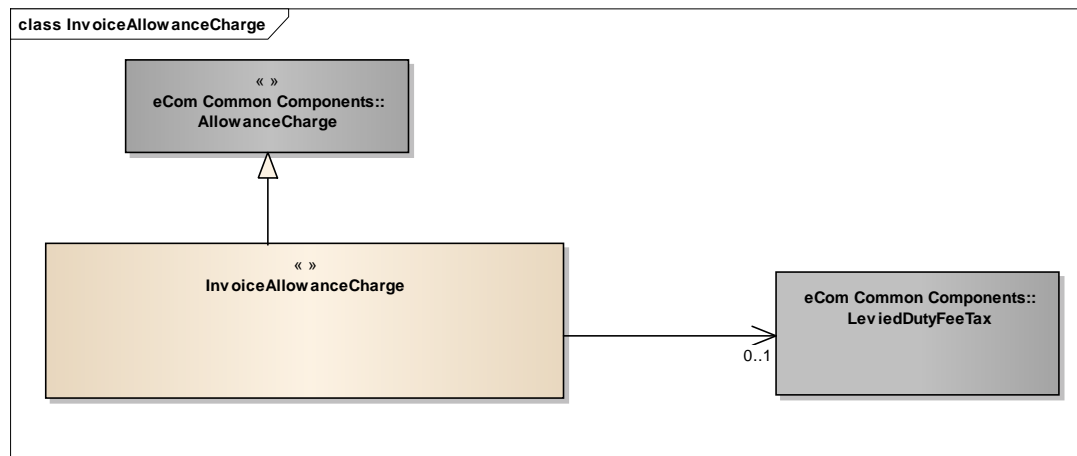 class InvoiceAllowanceCharge
« »
eCom Common Components::
AllowanceCharge
« »
InvoiceAllowanceCharge
eCom Common Components::
LeviedDutyFeeTax
0..1